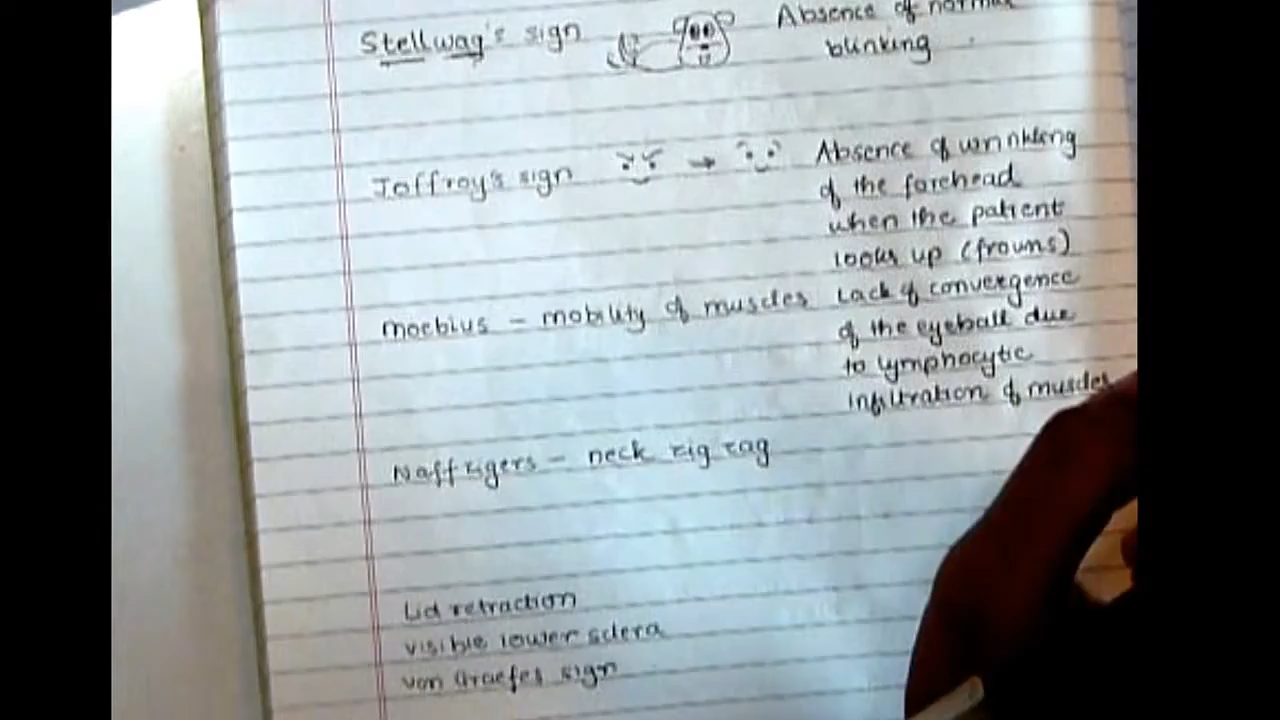 Stellwag's sign Absence of normal
blinking
Joffroy's sign → Absence of wrinkling
of the forehead
when the patient
looks up (frowns)
moebius – mobility of muscles Lack of convergence
of the eyeball due
to lymphocytic
infiltration of muscles
Naffzigers – neck zig zag
Lid retraction
visible lower sclera
von Graefes sign